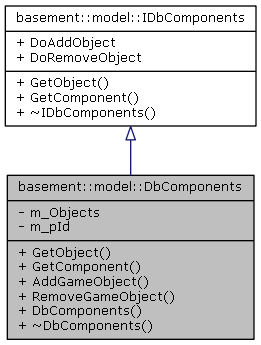 basement::model::IDbComponents
+ DoAddObject
+ DoRemoveObject
+ GetObject()
+ GetComponent()
+ ~IDbComponents()
basement::model::DbComponents
- m_Objects
- m_pId
+ GetObject()
+ GetComponent()
+ AddGameObject()
+ RemoveGameObject()
+ DbComponents()
+ ~DbComponents()